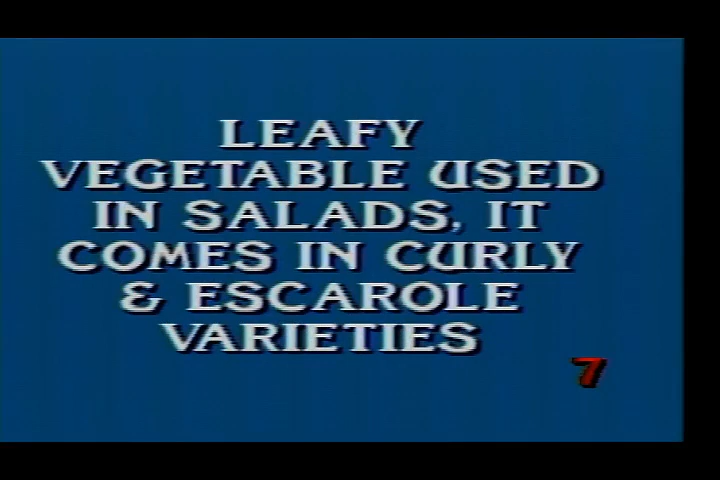 LEAFY
VEGETABLE USED
IN SALADS, IT
COMES IN CURLY
& ESCAROLE
VARIETIES
7